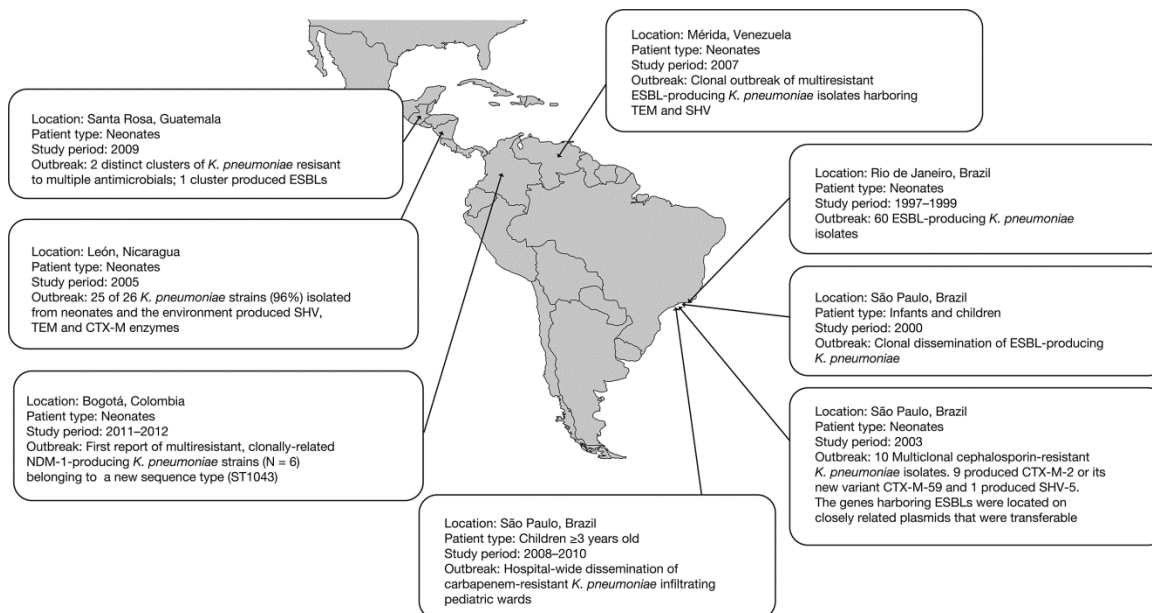 Location: Mérida, Venezuela
Patient type: Neonates
Study period: 2007
Outbreak: Clonal outbreak of multiresistant
ESBL-producing K. pneumoniae isolates harboring
TEM and SHV
Location: Santa Rosa, Guatemala
Patient type: Neonates
Study period: 2009
Outbreak: 2 distinct clusters of K. pneumoniae resisant
to multiple antimicrobials; 1 cluster produced ESBLs
Location: Rio de Janeiro, Brazil
Patient type: Neonates
Study period: 1997–1999
Outbreak: 60 ESBL-producing K. pneumoniae
isolates
Location: León, Nicaragua
Patient type: Neonates
Study period: 2005
Outbreak: 25 of 26 K. pneumoniae strains (96%) isolated
from neonates and the environment produced SHV,
TEM and CTX-M enzymes
Location: São Paulo, Brazil
Patient type: Infants and children
Study period: 2000
Outbreak: Clonal dissemination of ESBL-producing
K. pneumoniae
Location: Bogotá, Colombia
Patient type: Neonates
Study period: 2011–2012
Outbreak: First report of multiresistant, clonally-related
NDM-1-producing K. pneumoniae strains (N = 6)
belonging to a new sequence type (ST1043)
Location: São Paulo, Brazil
Patient type: Neonates
Study period: 2003
Outbreak: 10 Multiclonal cephalosporin-resistant
K. pneumoniae isolates. 9 produced CTX-M-2 or its
new variant CTX-M-59 and 1 produced SHV-5.
The genes harboring ESBLs were located on
closely related plasmids that were transferable
Location: São Paulo, Brazil
Patient type: Children ≥3 years old
Study period: 2008–2010
Outbreak: Hospital-wide dissemination of
carbapenem-resistant K. pneumoniae infiltrating
pediatric wards